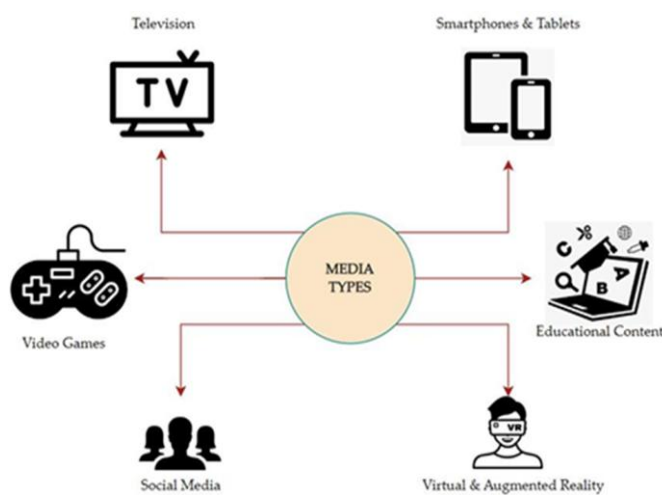 Television
Smartphones & Tablets
TV
MEDIA
TYPES
A
B
Video Games
Educational Content
VR
Social Media
Virtual & Augmented Reality